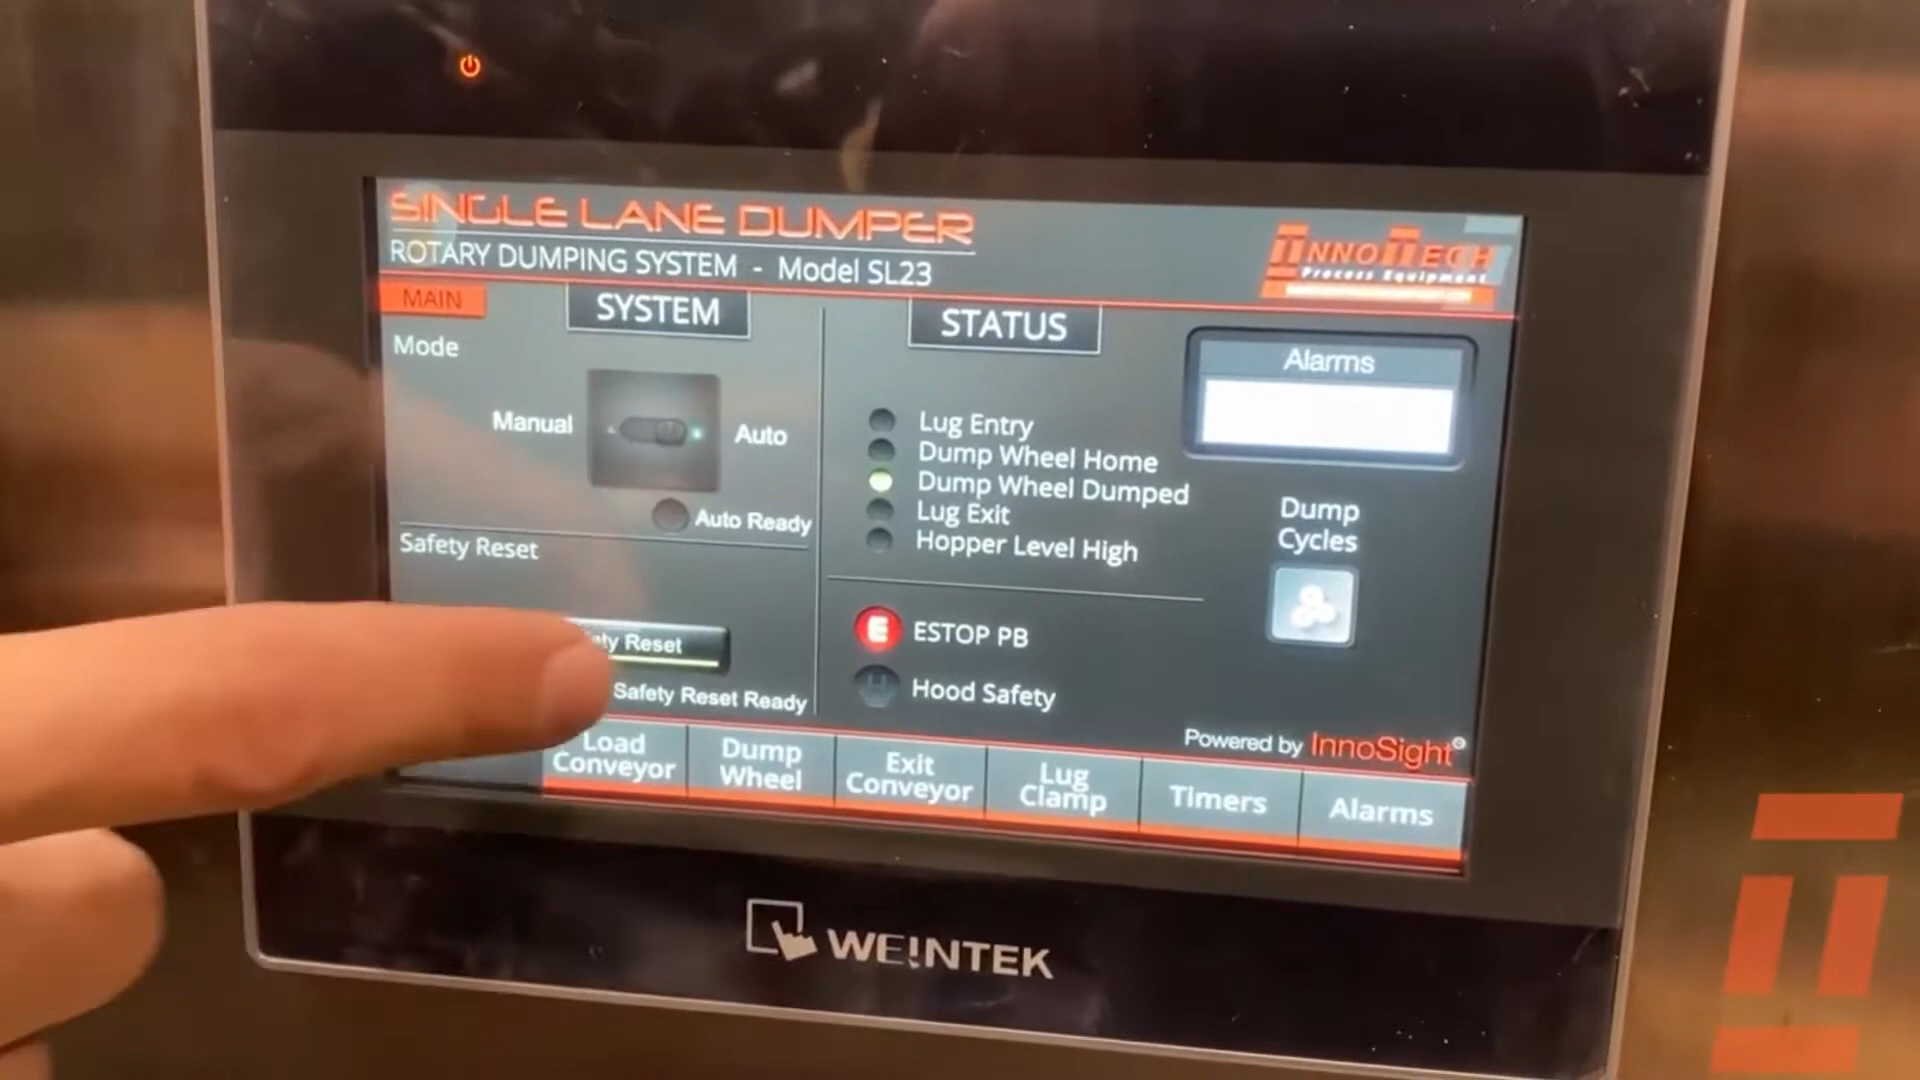 SINGLE LANE DUMPER
ROTARY DUMPING SYSTEM - Model SL23
INNOTECH
Process Equipment
MAIN
SYSTEM
Mode
Manual
Auto
Auto Ready
Safety Reset
ty Reset
Safety Reset Ready
STATUS
Lug Entry
Dump Wheel Home
Dump Wheel Dumped
Lug Exit
Hopper Level High
E ESTOP PB
H Hood Safety
Alarms
Dump
Cycles
Powered by InnoSight®
Load
Conveyor
Dump
Wheel
Exit
Conveyor
Lug
Clamp
Timers
Alarms
WEINTEK